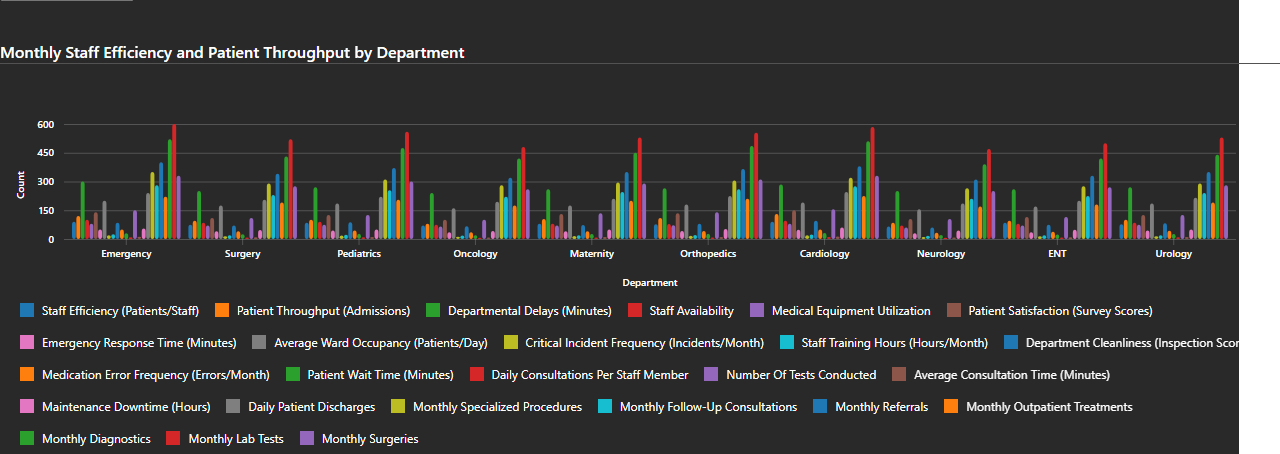 Monthly Staff Efficiency and Patient Throughput by Department
600
450
300
150
0
Count
Emergency Surgery Pediatrics Oncology Maternity Orthopedics Cardiology Neurology ENT Urology
Department
Staff Efficiency (Patients/Staff) Patient Throughput (Admissions) Departmental Delays (Minutes) Staff Availability Medical Equipment Utilization Patient Satisfaction (Survey Scores)
Emergency Response Time (Minutes) Average Ward Occupancy (Patients/Day) Critical Incident Frequency (Incidents/Month) Staff Training Hours (Hours/Month) Department Cleanliness (Inspection Scor
Medication Error Frequency (Errors/Month) Patient Wait Time (Minutes) Daily Consultations Per Staff Member Number Of Tests Conducted Average Consultation Time (Minutes)
Maintenance Downtime (Hours) Daily Patient Discharges Monthly Specialized Procedures Monthly Follow-Up Consultations Monthly Referrals Monthly Outpatient Treatments
Monthly Diagnostics Monthly Lab Tests Monthly Surgeries